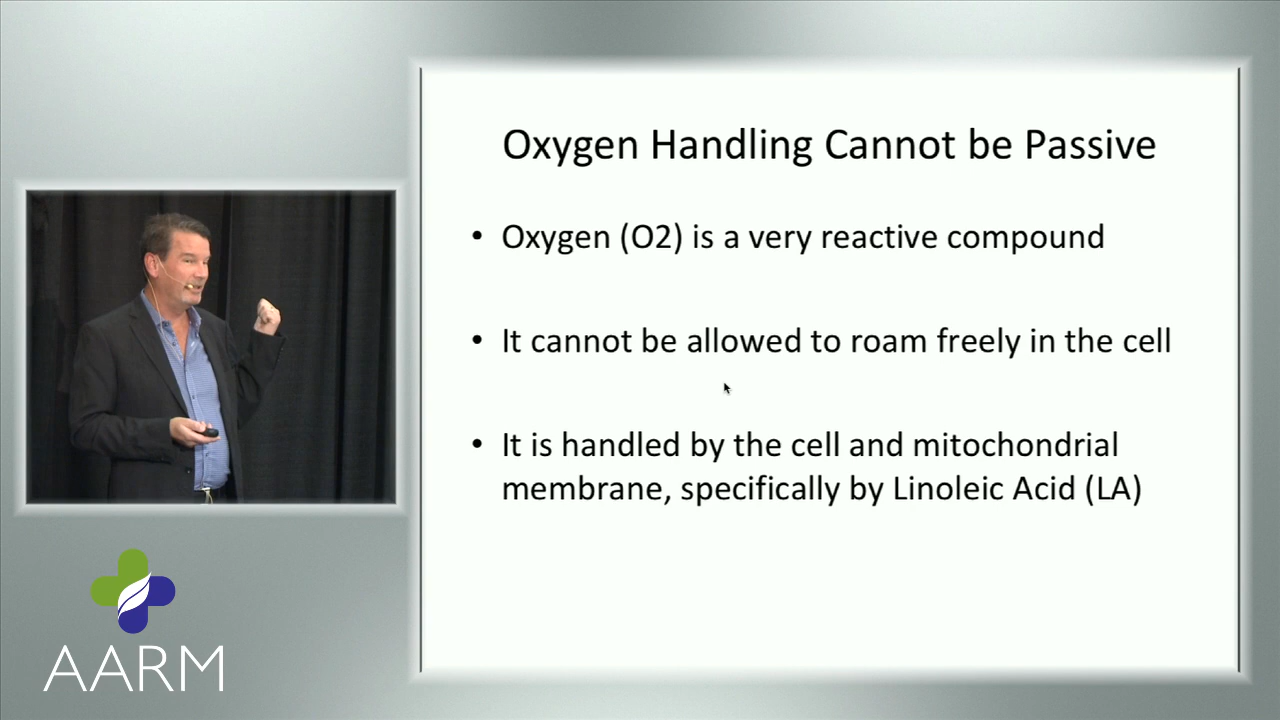 Oxygen Handling Cannot be Passive
• Oxygen (O2) is a very reactive compound
• It cannot be allowed to roam freely in the cell
• It is handled by the cell and mitochondrial
membrane, specifically by Linoleic Acid (LA)
AARM